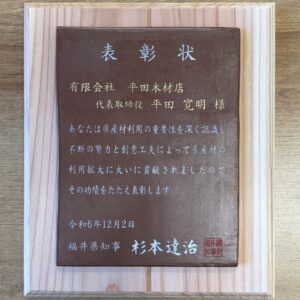 表彰状
有限会社 平田木材店
代表取締役 平田 寛明 様
あなたは県産材利用の重要性を深く認識し
不断の努力と創意工夫によって県産材の
利用拡大に大いに貢献されましたので
その功績をたたえ表彰します
令和6年12月2日
福井県知事 杉本達治